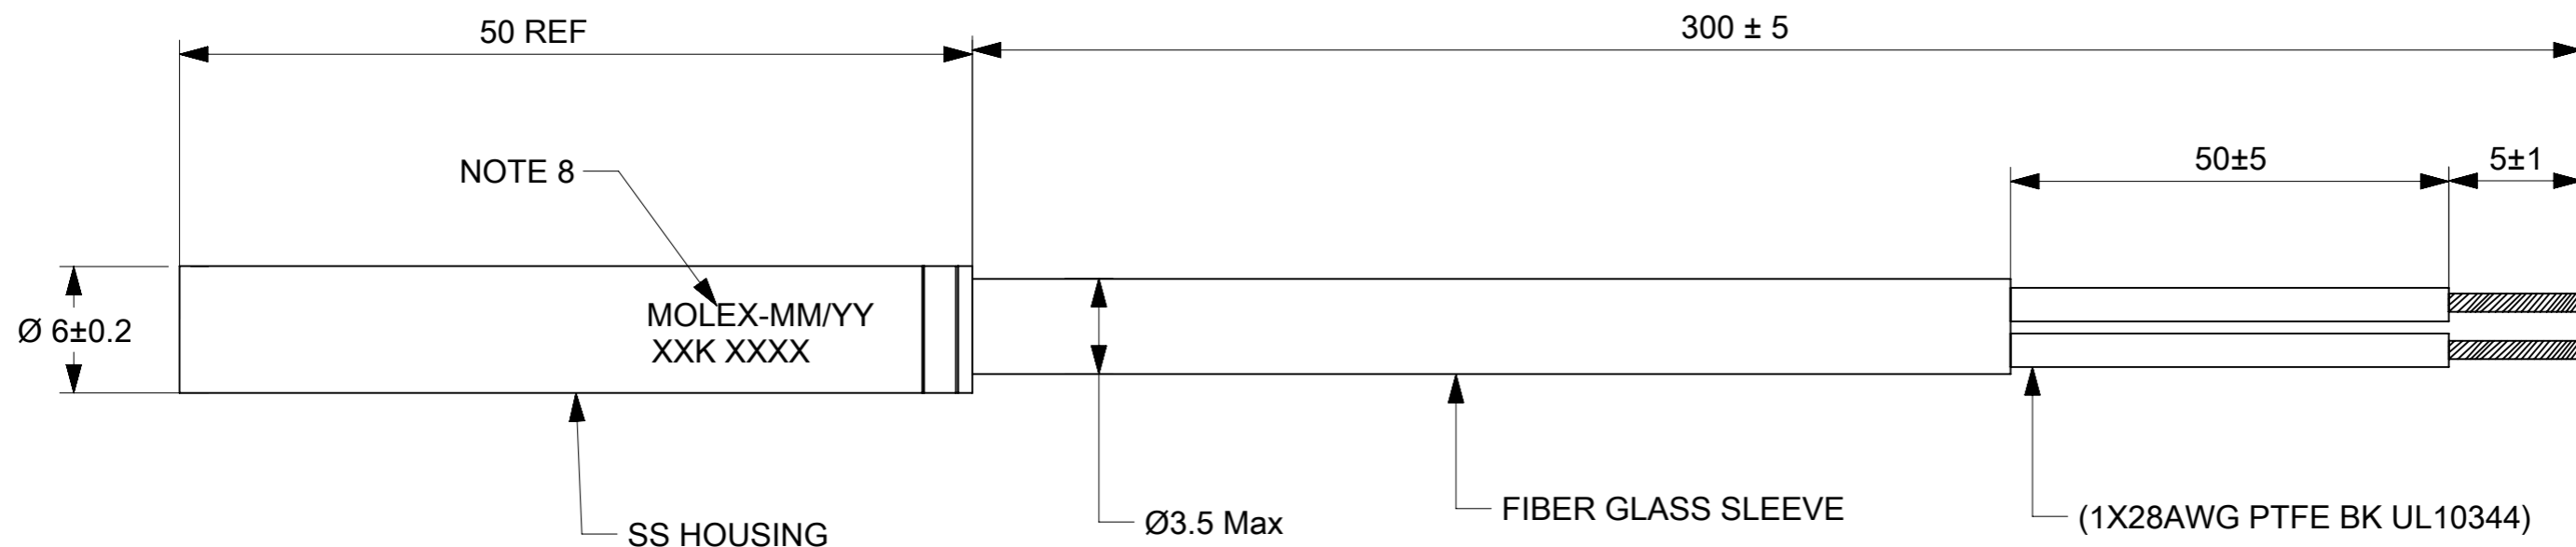 50 REF
300 ± 5
NOTE 8
50±5
5±1
MOLEX-MM/YY
XXK XXXX
Ø 6±0.2
SS HOUSING
Ø3.5 Max
FIBER GLASS SLEEVE
(1X28AWG PTFE BK UL10344)